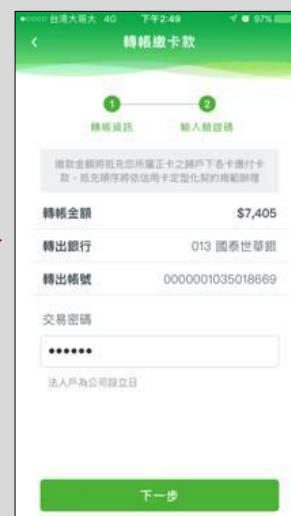 台灣大哥大 4G 下午2:49 97%
轉帳繳卡款
1 2
轉帳資訊 輸入驗證碼
繳款金額將抵充您所屬正卡之歸戶下各卡應付卡
款，抵充順序將依信用卡定型化契約規範辦理
轉帳金額 $7,405
轉出銀行 013 國泰世華銀
轉出帳號 0000001035018669
交易密碼
••••••
法人戶為公司設立日
下一步